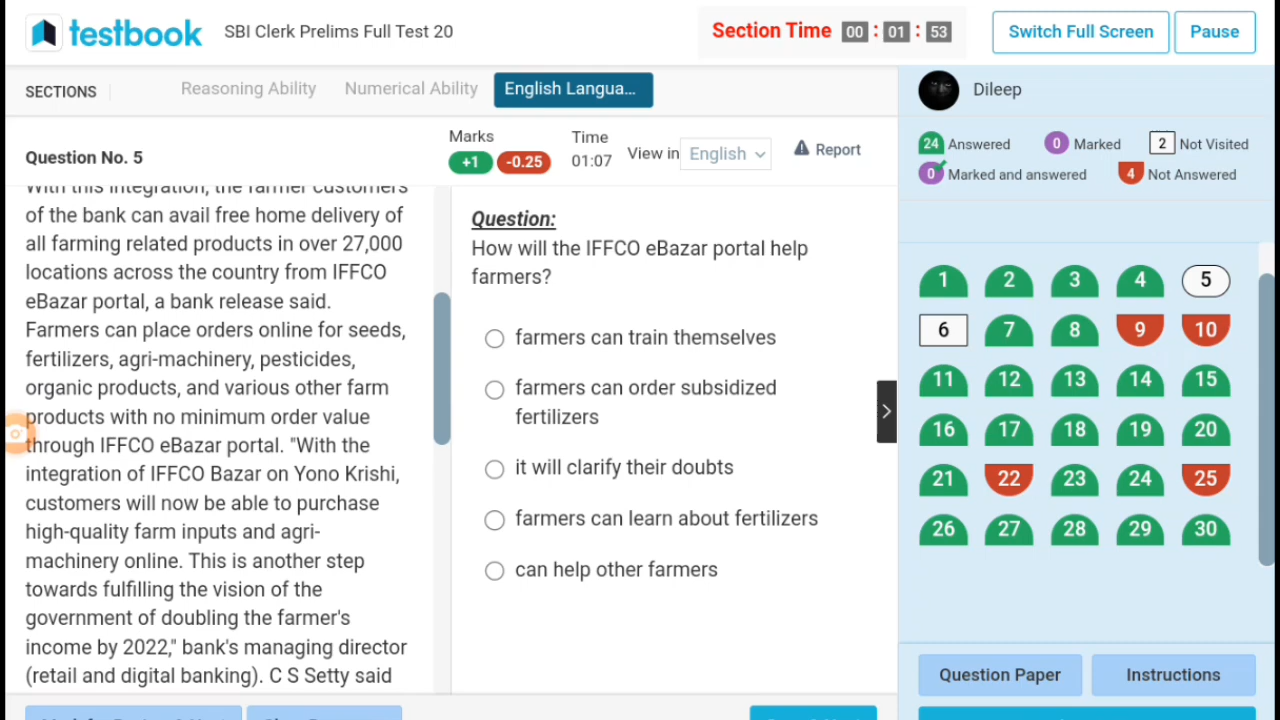 testbook
SBI Clerk Prelims Full Test 20
Section Time 00 : 01 : 53
Switch Full Screen
Pause
SECTIONS
Reasoning Ability
Numerical Ability
English Langua...
Dileep
Question No. 5
Marks
+1 -0.25
Time
01:07
View in English
Report
24 Answered
0 Marked
2 Not Visited
0 Marked and answered
4 Not Answered
With this integration, the farmer customers
of the bank can avail free home delivery of
all farming related products in over 27,000
locations across the country from IFFCO
eBazar portal, a bank release said.
Farmers can place orders online for seeds,
fertilizers, agri-machinery, pesticides,
organic products, and various other farm
products with no minimum order value
through IFFCO eBazar portal. "With the
integration of IFFCO Bazar on Yono Krishi,
customers will now be able to purchase
high-quality farm inputs and agri-
machinery online. This is another step
towards fulfilling the vision of the
government of doubling the farmer's
income by 2022," bank's managing director
(retail and digital banking). C S Setty said
Question:
How will the IFFCO eBazar portal help
farmers?
farmers can train themselves
farmers can order subsidized
fertilizers
it will clarify their doubts
farmers can learn about fertilizers
can help other farmers
1 2 3 4 5
6 7 8 9 10
11 12 13 14 15
16 17 18 19 20
21 22 23 24 25
26 27 28 29 30
Question Paper
Instructions